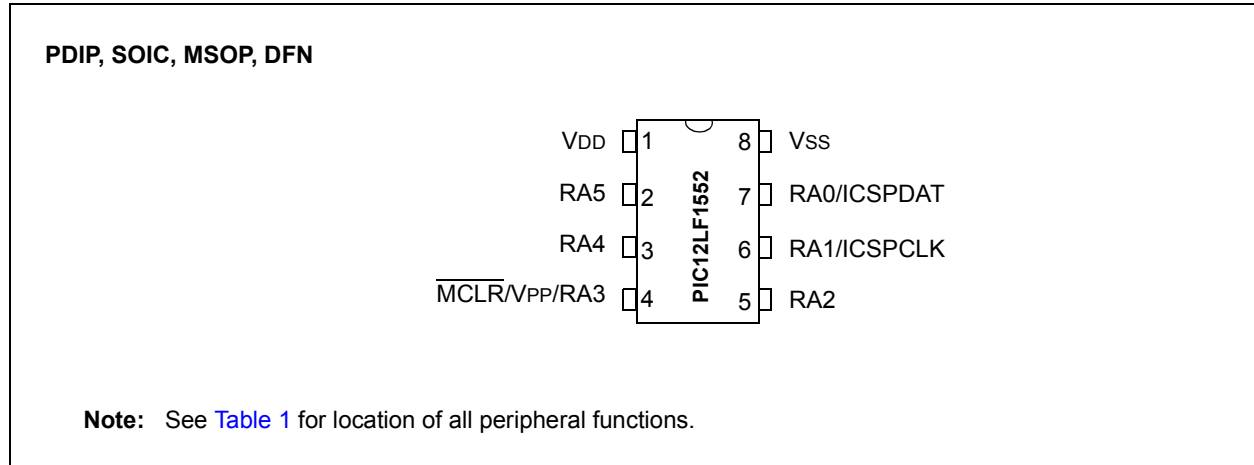 PDIP, SOIC, MSOP, DFN
VDD 1 8 VSS
RA5 2 7 RA0/ICSPDAT
RA4 3 6 RA1/ICSPCLK
MCLR/VPP/RA3 4 5 RA2
PIC12LF1552
Note: See Table 1 for location of all peripheral functions.